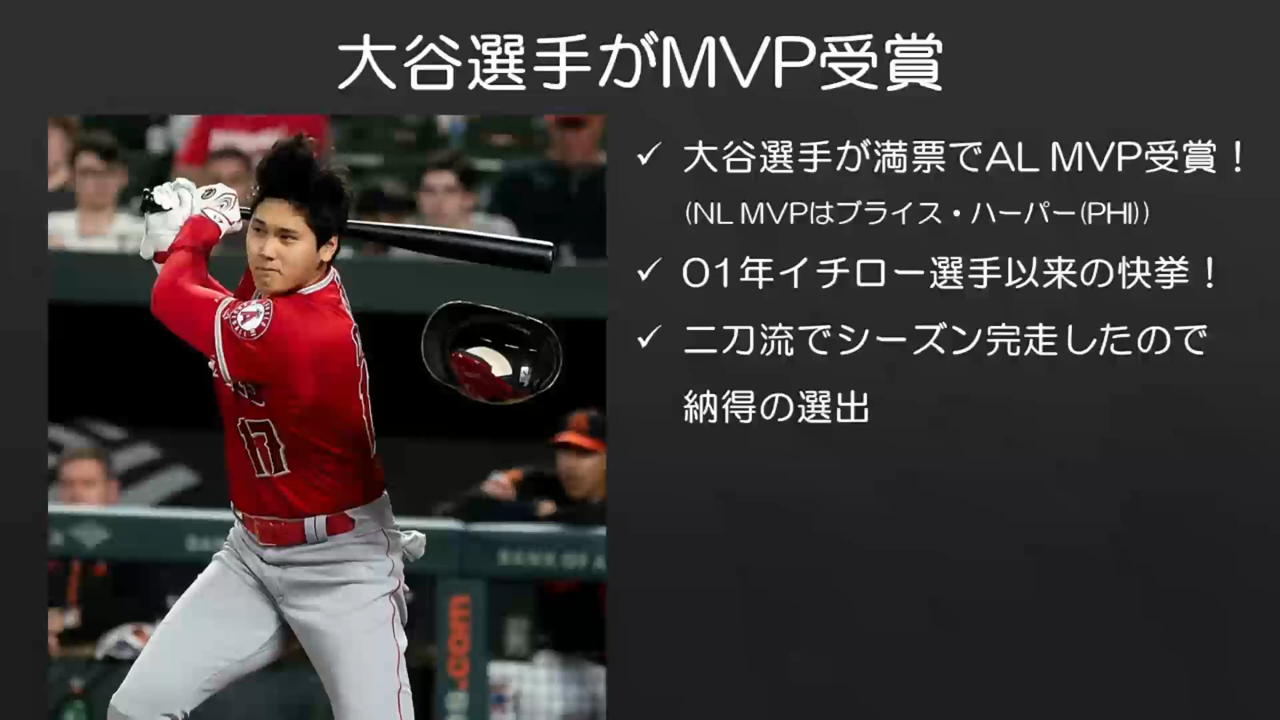 大谷選手がMVP受賞
✓ 大谷選手が満票でAL MVP受賞！
(NL MVPはブライス・ハーパー(PHI))
✓ 01年イチロー選手以来の快挙！
✓ 二刀流でシーズン完走したので
納得の選出
17
.com